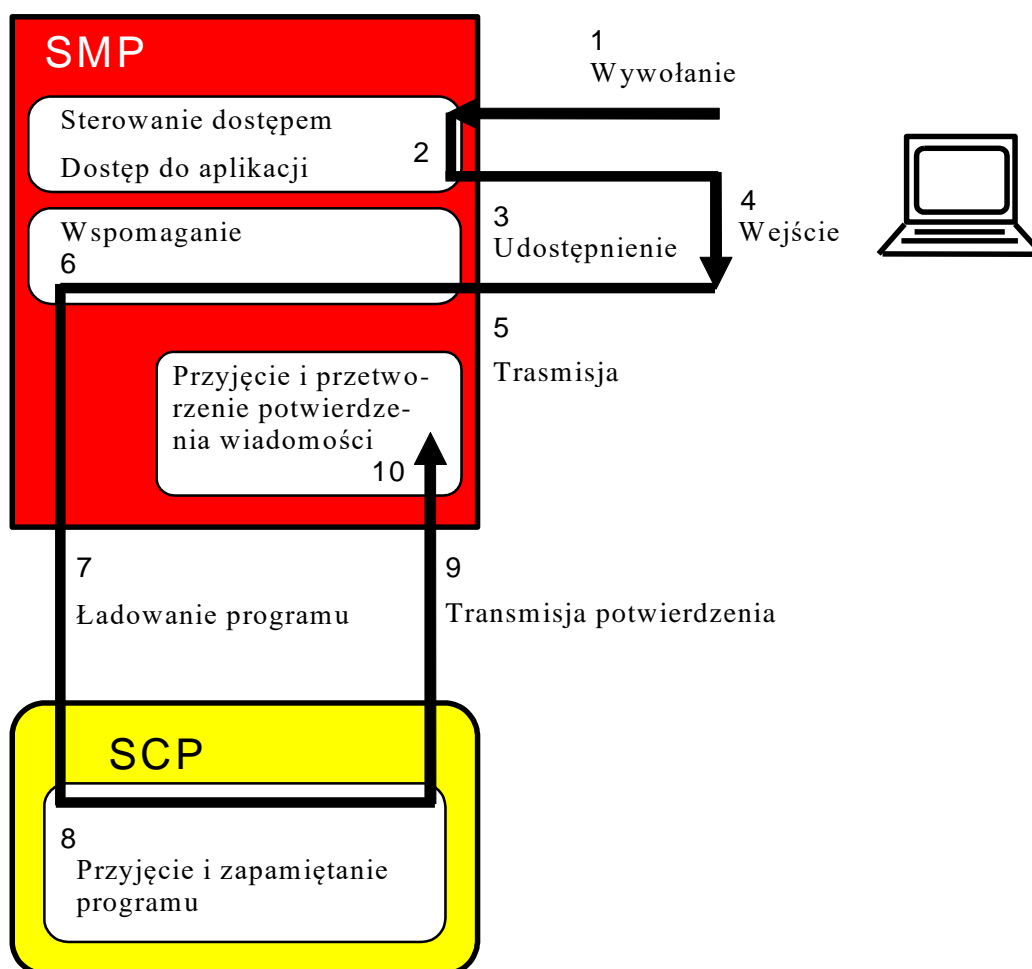 SMP
1
Wywołanie
Sterowanie dostępem
2
Dostęp do aplikacji
3
Udostępnienie
4
Wejście
Wspomaganie
6
5
Trasmisja
Przyjęcie i przetwo-
rzenie potwierdze-
nia wiadomości
10
7
Ładowanie programu
9
Transmisja potwierdzenia
SCP
8
Przyjęcie i zapamiętanie
programu